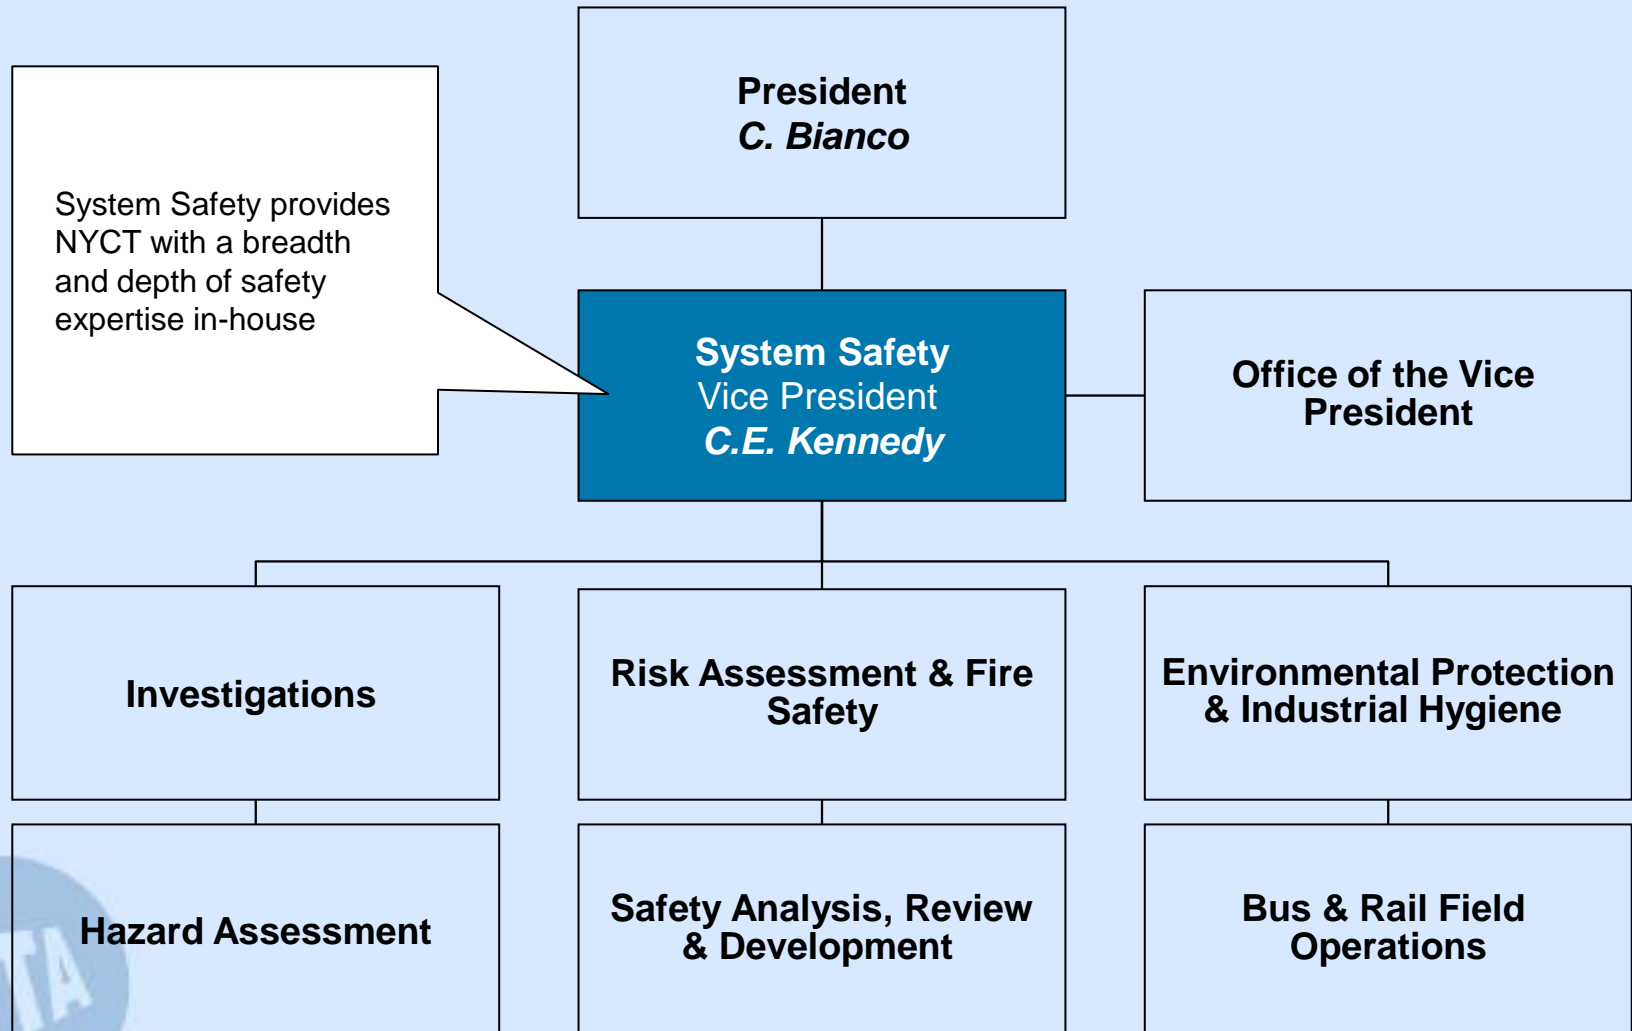 President
C. Bianco
System Safety provides
NYCT with a breadth
and depth of safety
expertise in-house
System Safety
Vice President
C.E. Kennedy
Office of the Vice
President
Investigations
Risk Assessment & Fire
Safety
Environmental Protection
& Industrial Hygiene
Hazard Assessment
Safety Analysis, Review
& Development
Bus & Rail Field
Operations
TA